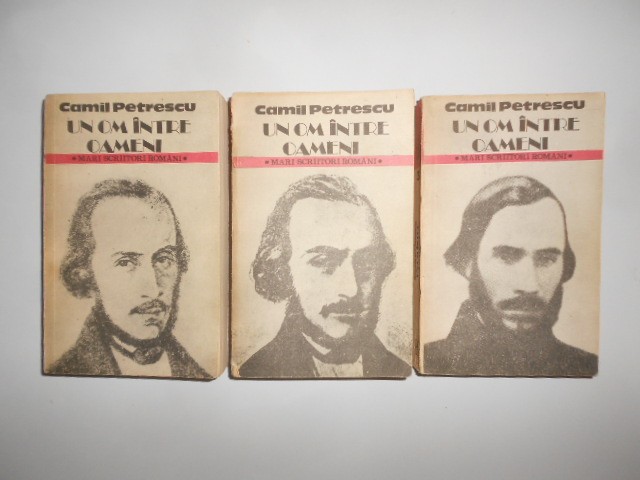 Camil Petrescu
UN OM ÎNTRE
OAMENI
* MARI SCRIITORI ROMÂNI *
Camil Petrescu
UN OM ÎNTRE
OAMENI
* MARI SCRIITORI ROMÂNI *
Camil Petrescu
UN OM ÎNTRE
OAMENI
* MARI SCRIITORI ROMÂNI *